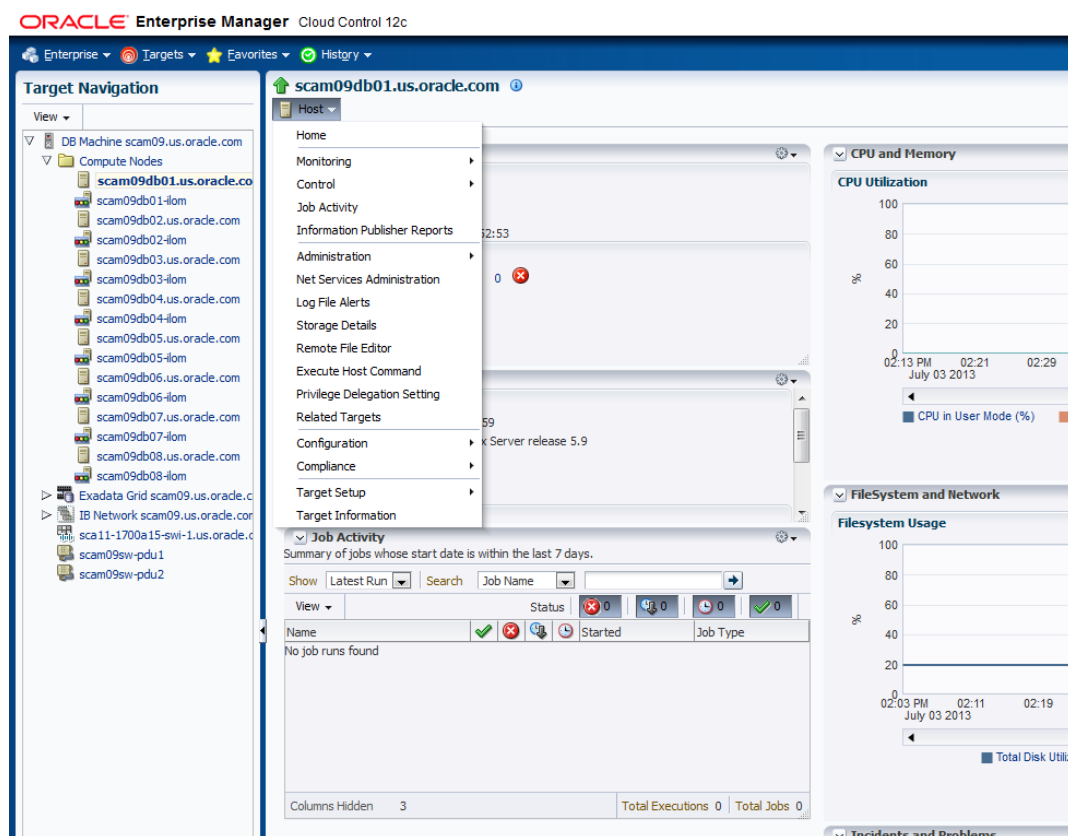 ORACLE Enterprise Manager Cloud Control 12c
Enterprise Targets Favorites History
Target Navigation
View
DB Machine scam09.us.oracle.com
Compute Nodes
scam09db01.us.oracle.co
scam09db01-ilom
scam09db02.us.oracle.com
scam09db02-ilom
scam09db03.us.oracle.com
scam09db03-ilom
scam09db04.us.oracle.com
scam09db04-ilom
scam09db05.us.oracle.com
scam09db05-ilom
scam09db06.us.oracle.com
scam09db06-ilom
scam09db07.us.oracle.com
scam09db07-ilom
scam09db08.us.oracle.com
scam09db08-ilom
Exadata Grid scam09.us.oracle.c
IB Network scam09.us.oracle.cor
sca11-1700a15-swi-1.us.oracle.c
scam09sw-pdu1
scam09sw-pdu2
scam09db01.us.oracle.com
Host
Home
Monitoring
Control
Job Activity
Information Publisher Reports
Administration
Net Services Administration
Log File Alerts
Storage Details
Remote File Editor
Execute Host Command
Privilege Delegation Setting
Related Targets
Configuration
Compliance
Target Setup
Target Information
52:53
0
59
x Server release 5.9
Job Activity
Summary of jobs whose start date is within the last 7 days.
Show Latest Run Search Job Name
View Status 0 0 0 0
Name Started Job Type
No job runs found
Columns Hidden 3 Total Executions 0 Total Jobs 0
CPU and Memory
CPU Utilization
100
80
60
%
40
20
0
02:13 PM 02:21 02:29
July 03 2013
CPU in User Mode (%)
FileSystem and Network
Filesystem Usage
100
80
60
%
40
20
0
02:03 PM 02:11 02:19
July 03 2013
Total Disk Utili
Incidents and Problems